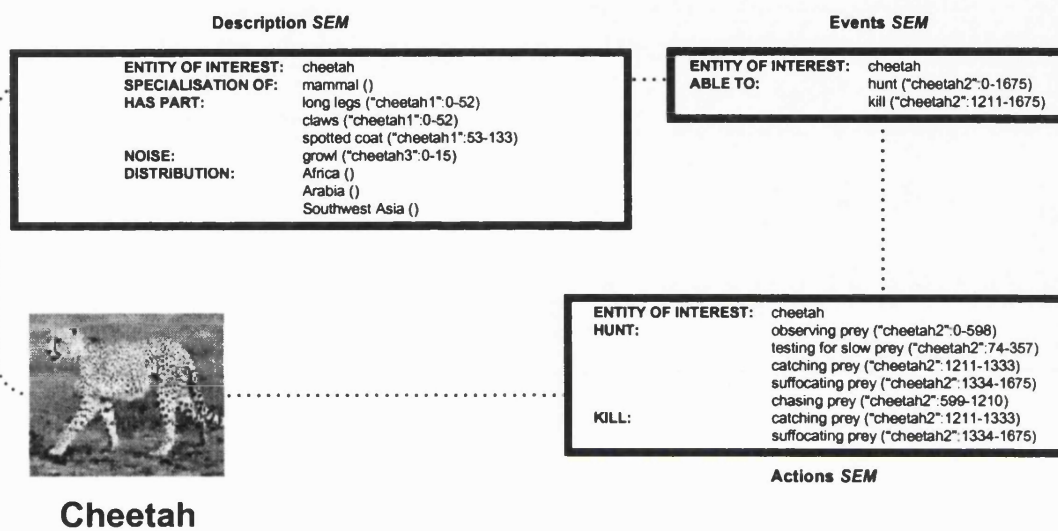 Description SEM
ENTITY OF INTEREST: cheetah
SPECIALISATION OF: mammal ()
HAS PART: long legs ("cheetah1":0-52)
claws ("cheetah1":0-52)
spotted coat ("cheetah1":53-133)
NOISE: growl ("cheetah3":0-15)
DISTRIBUTION: Africa ()
Arabia ()
Southwest Asia ()
Events SEM
ENTITY OF INTEREST: cheetah
ABLE TO: hunt ("cheetah2":0-1675)
kill ("cheetah2":1211-1675)
ENTITY OF INTEREST: cheetah
HUNT: observing prey ("cheetah2":0-598)
testing for slow prey ("cheetah2":74-357)
catching prey ("cheetah2":1211-1333)
suffocating prey ("cheetah2":1334-1675)
chasing prey ("cheetah2":599-1210)
KILL: catching prey ("cheetah2":1211-1333)
suffocating prey ("cheetah2":1334-1675)
Actions SEM
Cheetah